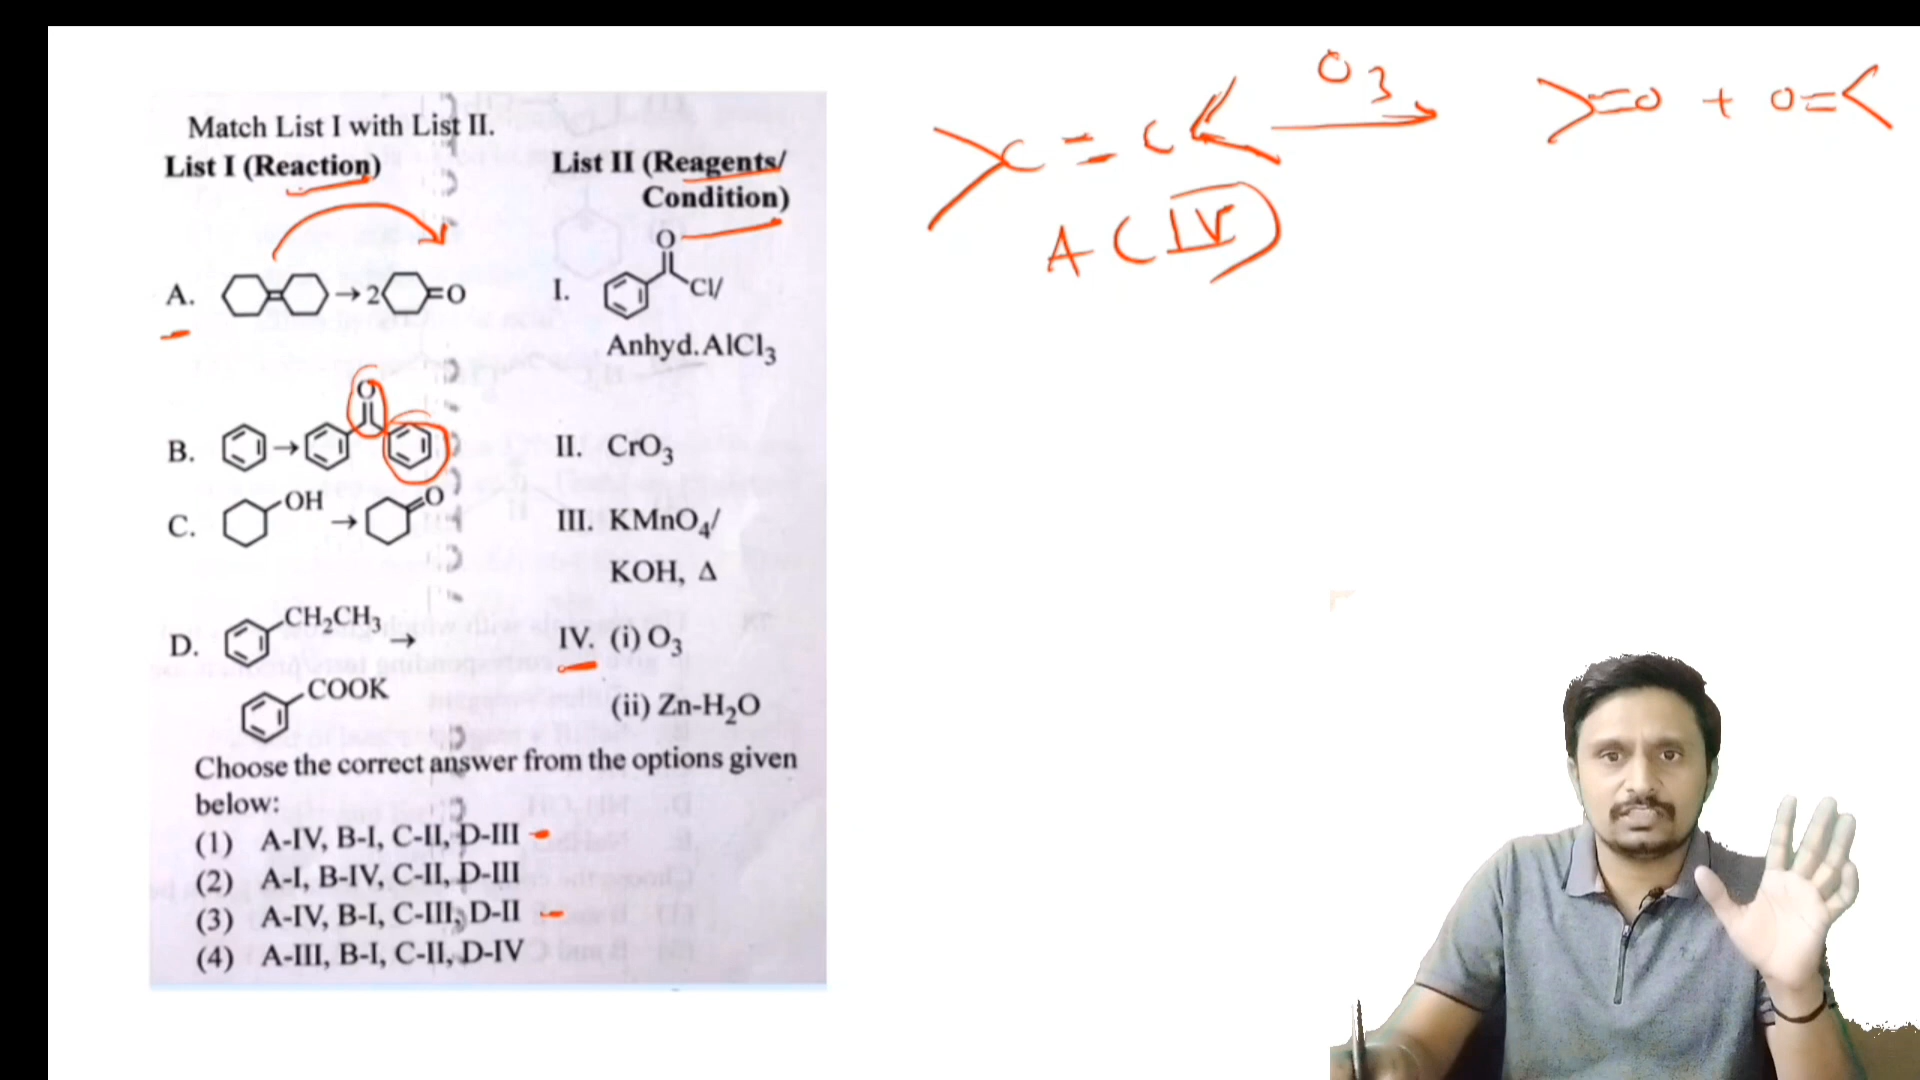 Match List I with List II.
List I (Reaction) List II (Reagents/
Condition)
A. →2 =O I. O Cl/
Anhyd.AlCl₃
B. → O II. CrO₃
C. OH → O III. KMnO₄/
KOH, Δ
D. CH₂CH₃ → IV. (i) O₃
COOK (ii) Zn-H₂O
Choose the correct answer from the options given
below:
(1) A-IV, B-I, C-II, D-III
(2) A-I, B-IV, C-II, D-III
(3) A-IV, B-I, C-III, D-II
(4) A-III, B-I, C-II, D-IV
C = C O₃ → =O + O=
A (IV)